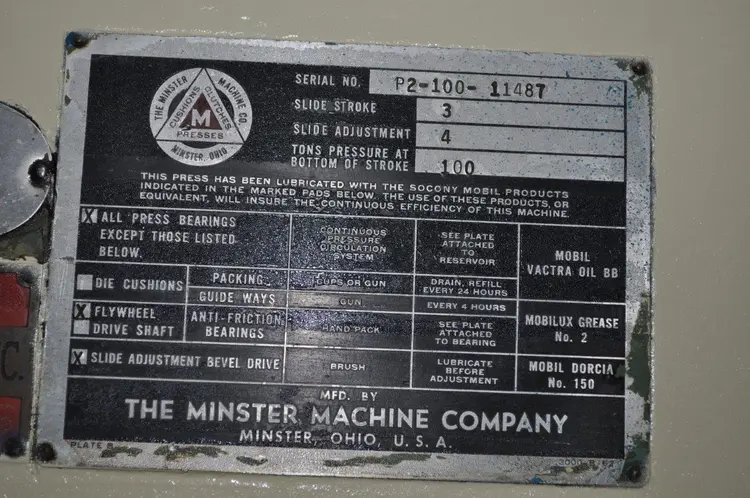 THE MINSTER MACHINE CO.
CUSHIONS CLUTCHES
M
PRESSES
MINSTER, OHIO
SERIAL NO. P2-100- 11487
SLIDE STROKE 3
SLIDE ADJUSTMENT 4
TONS PRESSURE AT
BOTTOM OF STROKE 100
THIS PRESS HAS BEEN LUBRICATED WITH THE SOCONY MOBIL PRODUCTS
INDICATED IN THE MARKED PADS BELOW. THE USE OF THESE PRODUCTS, OR
EQUIVALENT, WILL INSURE THE CONTINUOUS EFFICIENCY OF THIS MACHINE.
X ALL PRESS BEARINGS
EXCEPT THOSE LISTED
BELOW.
CONTINUOUS
PRESSURE
CIRCULATION
SYSTEM
SEE PLATE
ATTACHED
TO
RESERVOIR
MOBIL
VACTRA OIL BB
DIE CUSHIONS
PACKING
CUPS OR GUN
DRAIN, REFILL
EVERY 24 HOURS
GUIDE WAYS
GUN
EVERY 4 HOURS
X FLYWHEEL
DRIVE SHAFT
ANTI-FRICTION
BEARINGS
HAND PACK
SEE PLATE
ATTACHED
TO BEARING
MOBILUX GREASE
No. 2
X SLIDE ADJUSTMENT BEVEL DRIVE
BRUSH
LUBRICATE
BEFORE
ADJUSTMENT
MOBIL DORCIA
No. 150
MFD. BY
THE MINSTER MACHINE COMPANY
MINSTER, OHIO, U.S.A.
PLATE B
C.